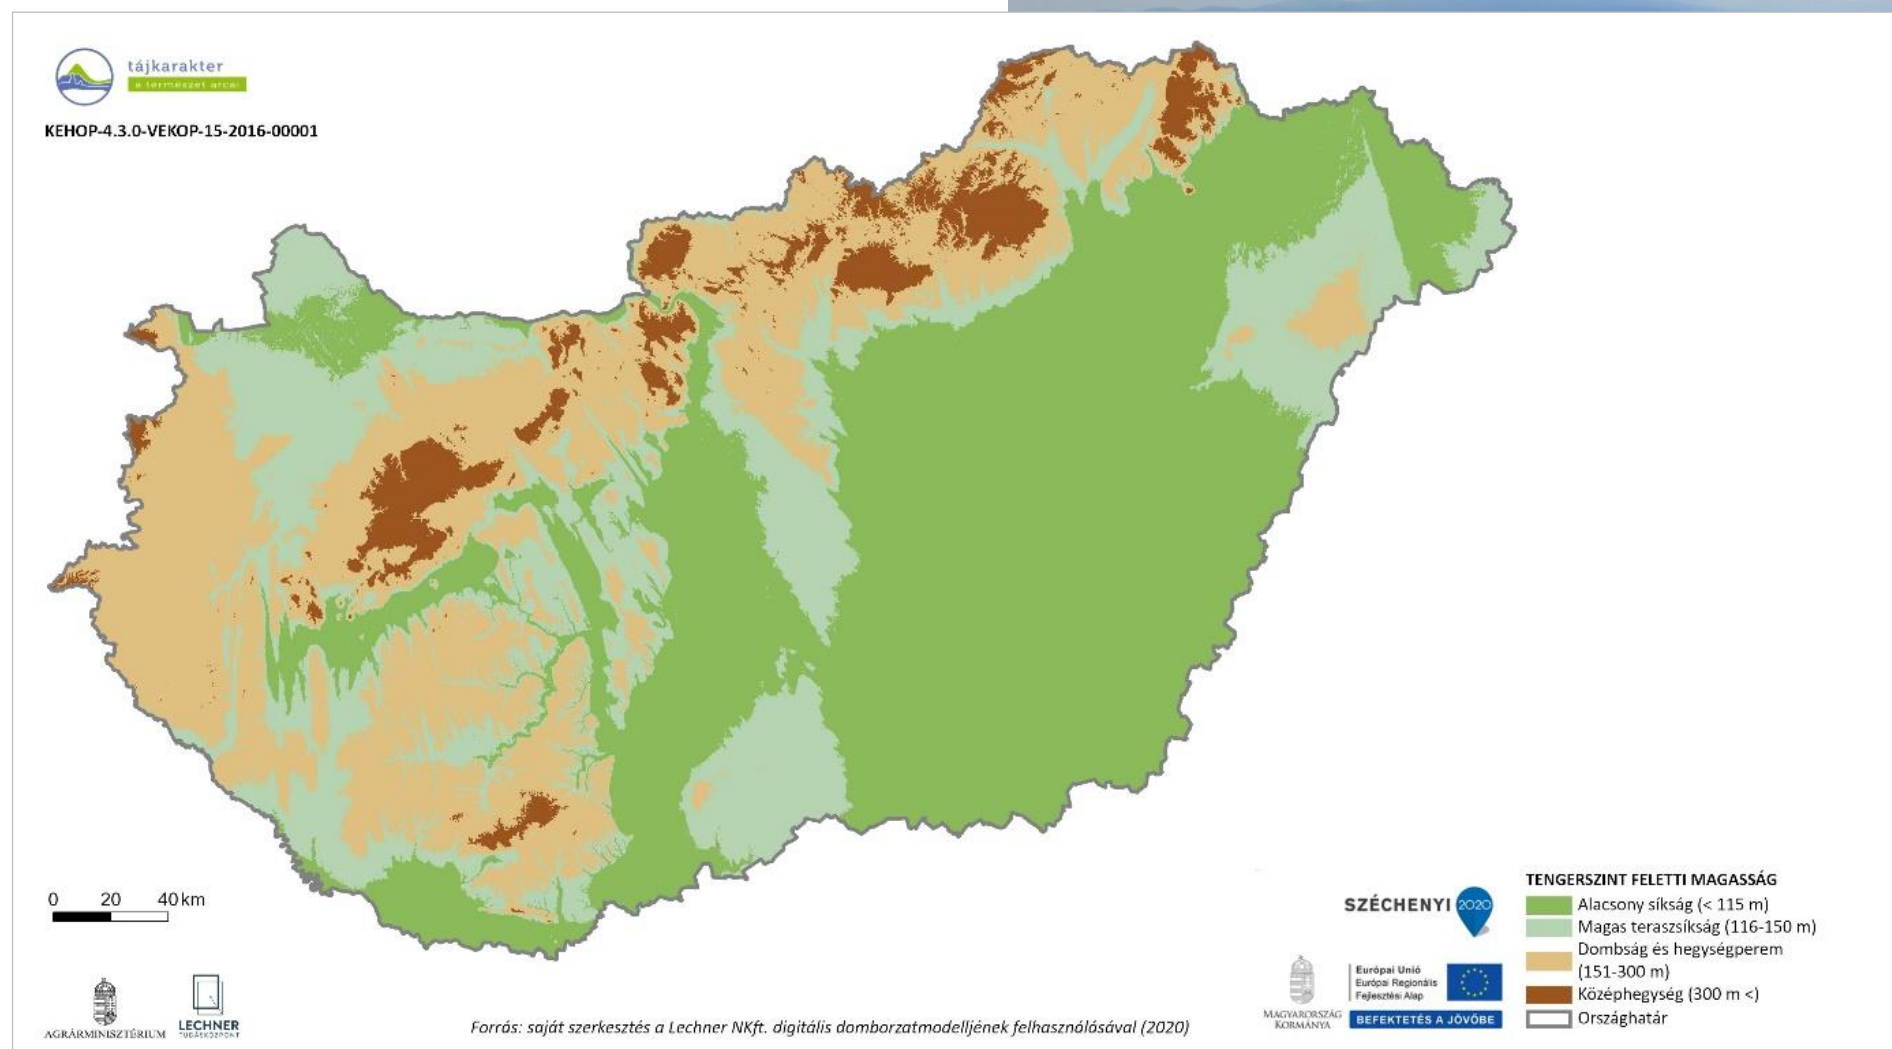 tájkarakter
a természet arcai
KEHOP-4.3.0-VEKOP-15-2016-00001
0 20 40 km
AGRÁRMINISZTÉRIUM
LECHNER
TUDÁSKÖZPONT
Forrás: saját szerkesztés a Lechner NKft. digitális domborzatmodelljének felhasználásával (2020)
SZÉCHENYI 2020
MAGYARORSZÁG
KORMÁNYA
Európai Unió
Európai Regionális
Fejlesztési Alap
BEFEKTETÉS A JÖVŐBE
TENGERSZINT FELETTI MAGASSÁG
Alacsony síkság (< 115 m)
Magas teraszsíkság (116-150 m)
Dombság és hegységperem
(151-300 m)
Középhegység (300 m <)
Országhatár